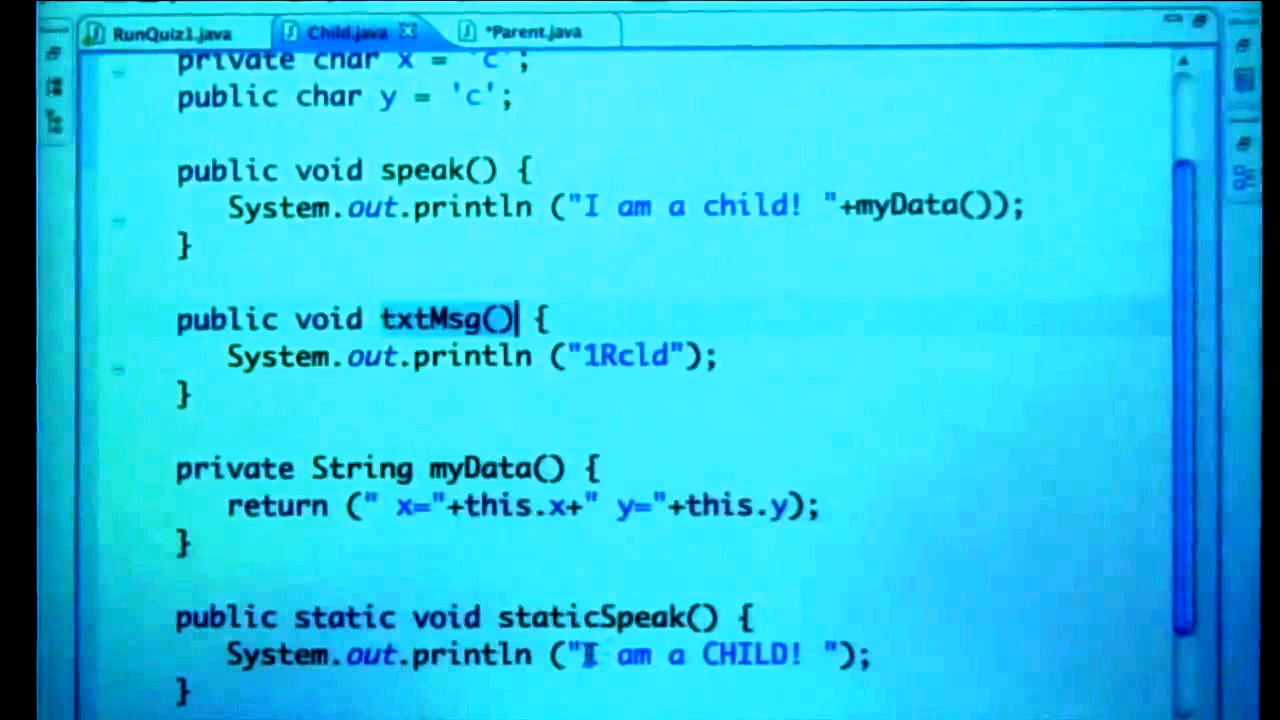 RunQuiz1.java Child.java *Parent.java
private char x = 'c';
public char y = 'c';
public void speak() {
System.out.println ("I am a child! "+myData());
}
public void txtMsg() {
System.out.println ("1Rcld");
}
private String myData() {
return (" x="+this.x+" y="+this.y);
}
public static void staticSpeak() {
System.out.println ("I am a CHILD! ");
}